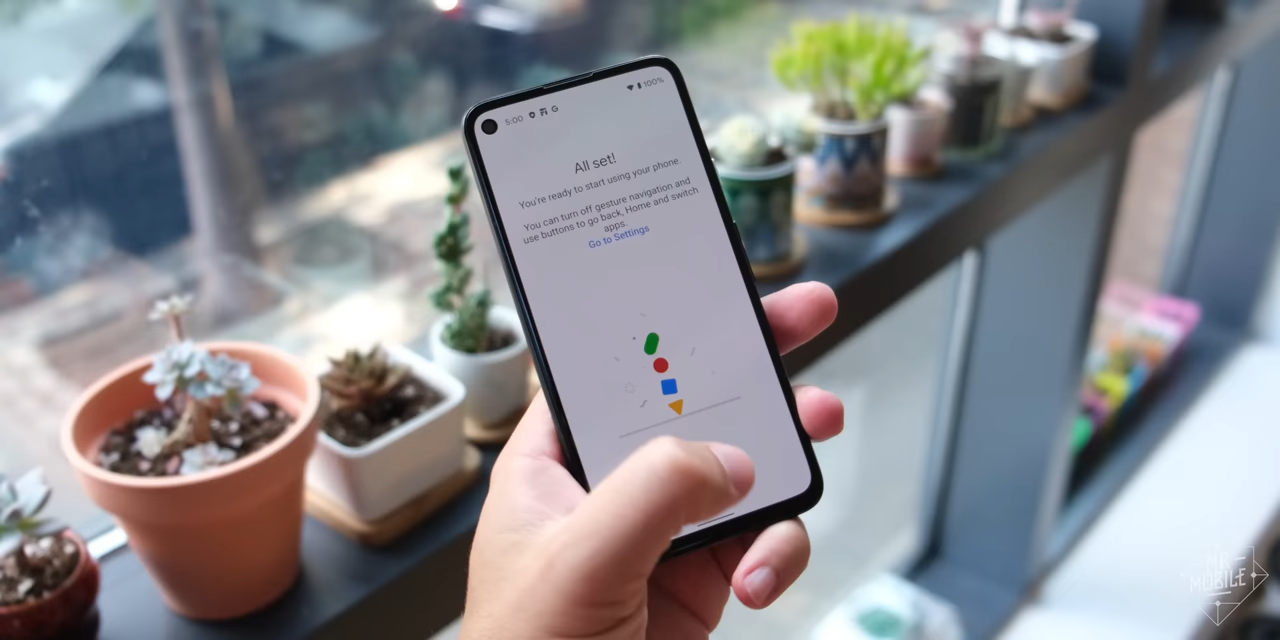 5:00
100%
All set!
You're ready to start using your phone.
You can turn off gesture navigation and
use buttons to go back, Home and switch
apps.
Go to Settings
MR.
MOBILE